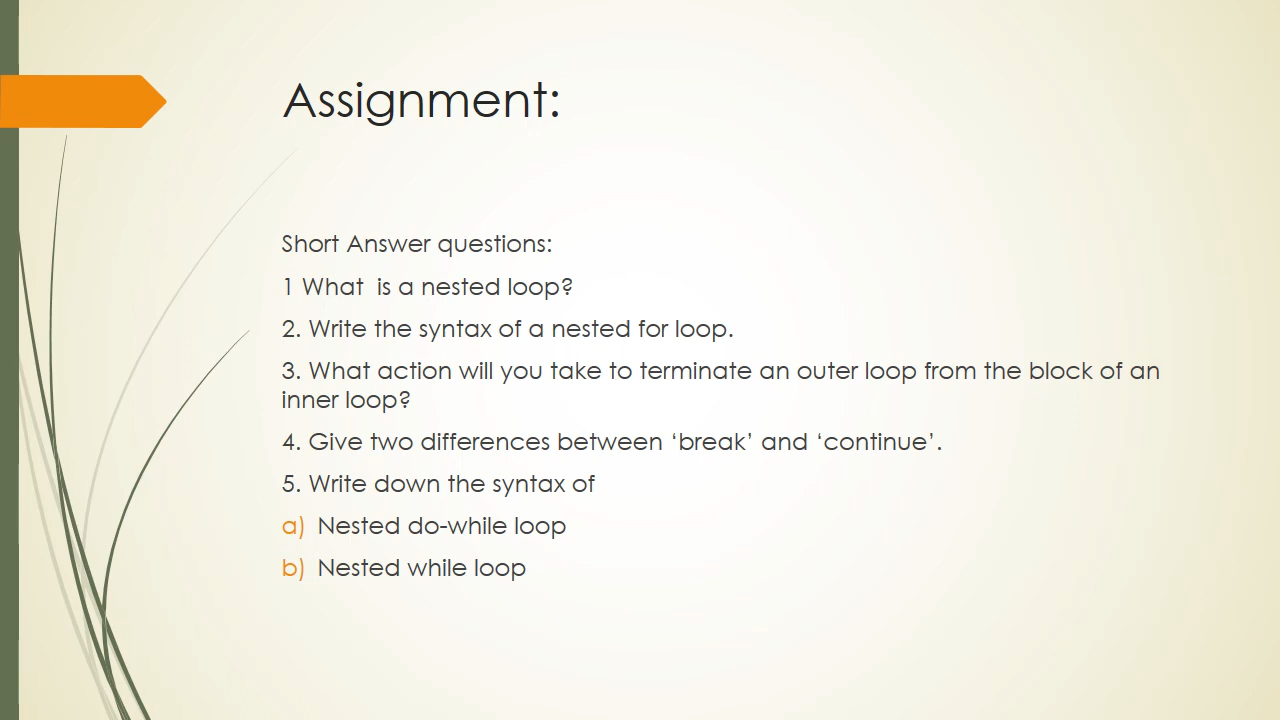 Assignment:
Short Answer questions:
1 What  is a nested loop?
2. Write the syntax of a nested for loop.
3. What action will you take to terminate an outer loop from the block of an
inner loop?
4. Give two differences between ‘break’ and ‘continue’.
5. Write down the syntax of
a) Nested do-while loop
b) Nested while loop